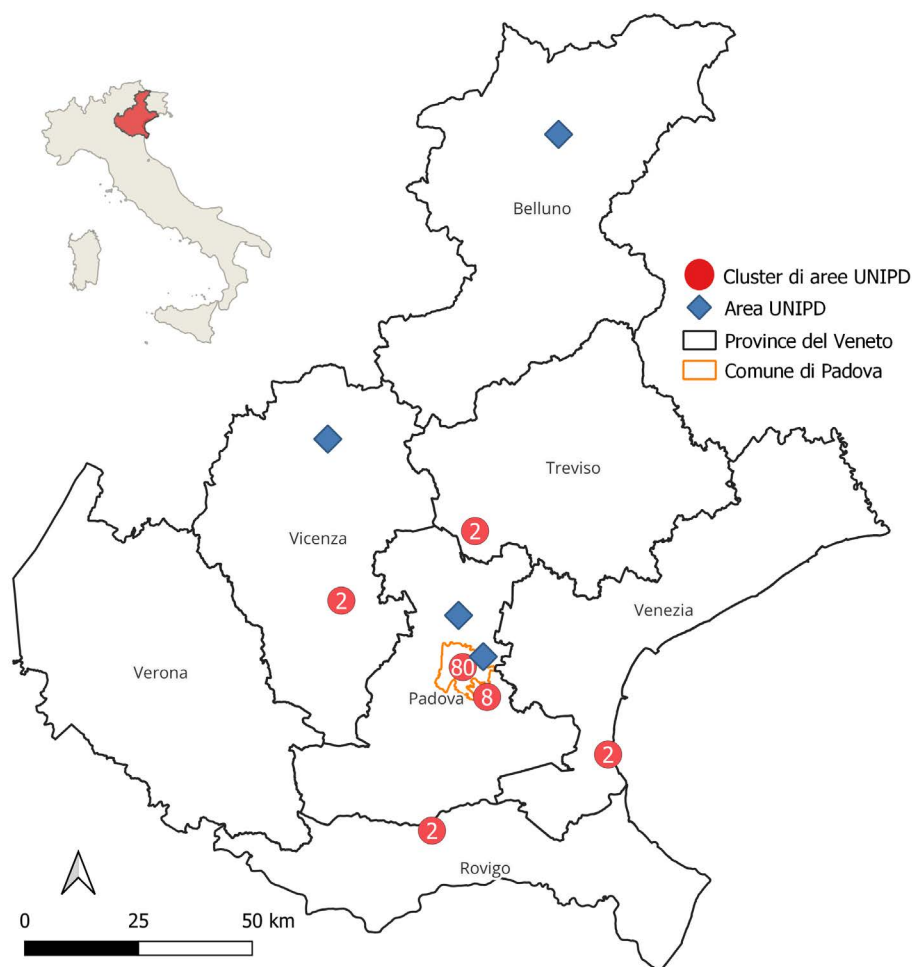 Belluno
Cluster di aree UNIPD
Area UNIPD
Province del Veneto
Comune di Padova
Treviso
Vicenza
2
2
Venezia
Verona
80
Padova
8
2
2
Rovigo
0 25 50 km